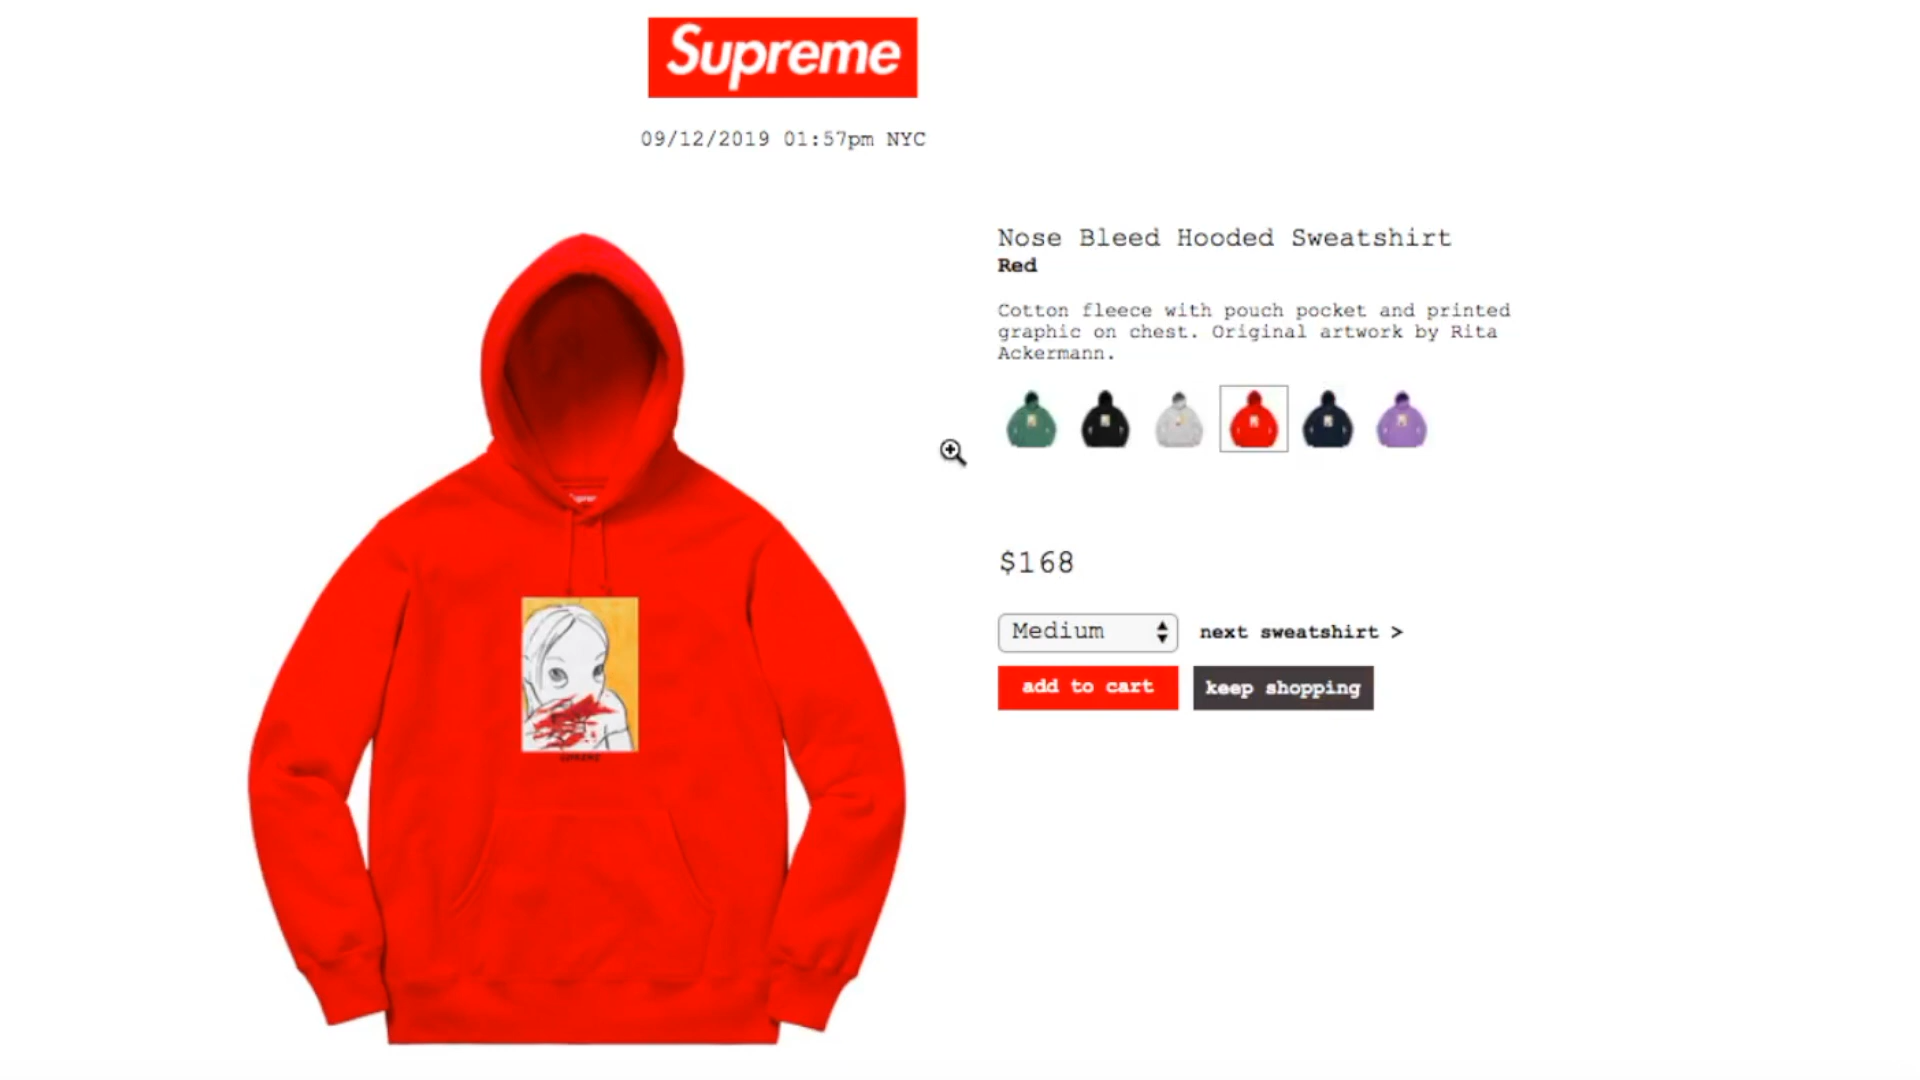 Supreme
09/12/2019 01:57pm NYC
Nose Bleed Hooded Sweatshirt
Red
Cotton fleece with pouch pocket and printed
graphic on chest. Original artwork by Rita
Ackermann.
$168
Medium
next sweatshirt >
add to cart
keep shopping